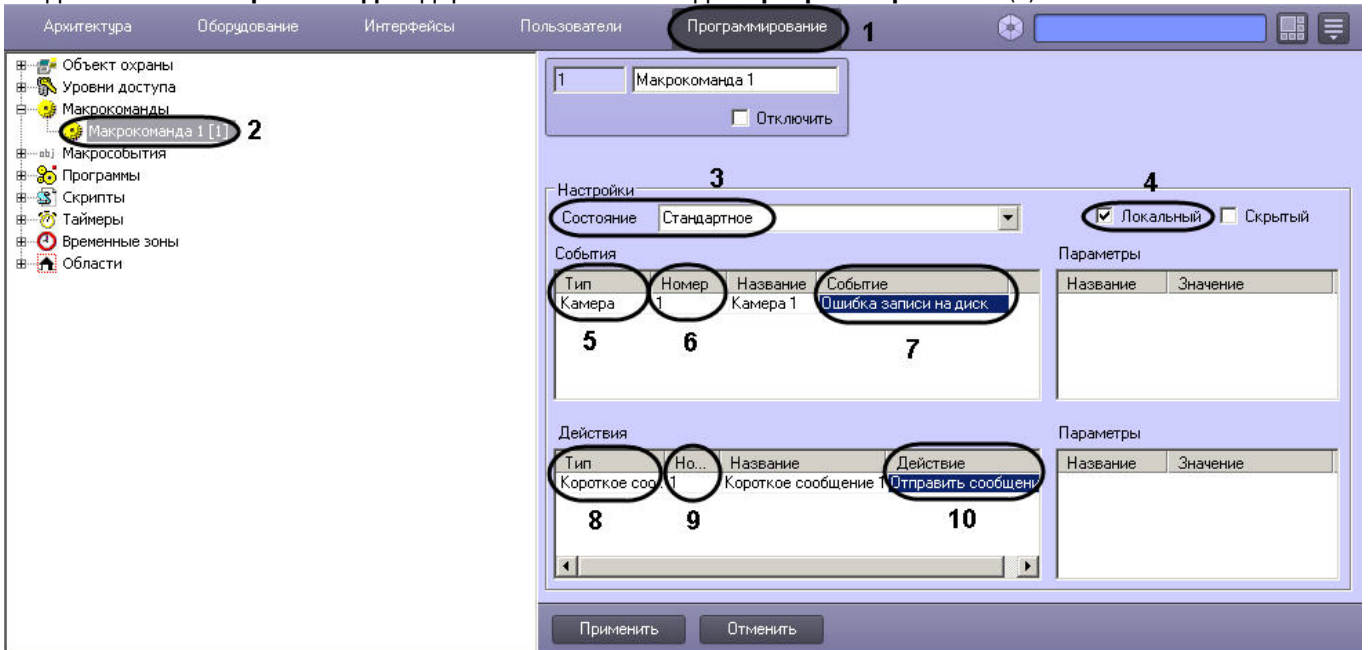 Архитектура Оборудование Интерфейсы Пользователи Программирование 1
Объект охраны
Уровни доступа
Макрокоманды
Макрокоманда 1 [1] 2
Макрособытия
Программы
Скрипты
Таймеры
Временные зоны
Области
1 Макрокоманда 1
Отключить
Настройки 3 4
Состояние Стандартное Локальный Скрытый
События Параметры
Тип Номер Название Событие Название Значение
Камера 1 Камера 1 Ошибка записи на диск
5 6 7
Действия Параметры
Тип Но... Название Действие Название Значение
Короткое соо... 1 Короткое сообщение 1 Отправить сообщени
8 9 10
Применить Отменить